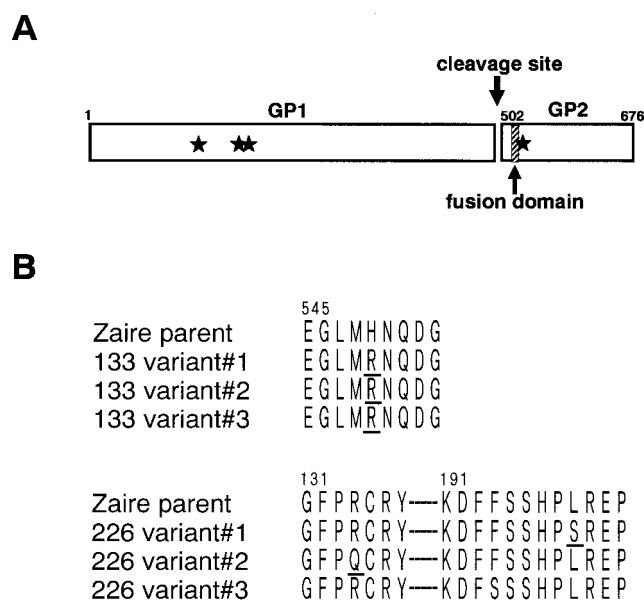 A
cleavage site
1
GP1
502
GP2
676
fusion domain
B
545
Zaire parent EGLMHNQDG
133 variant#1 EGLMRNQDG
133 variant#2 EGLMRNQDG
133 variant#3 EGLMRNQDG
131 191
Zaire parent GFPRCRY----KDFFSSHPLREP
226 variant#1 GFPRCRY----KDFFSSHPSREP
226 variant#2 GFPQCRY----KDFFSSHPLREP
226 variant#3 GFPRCRY----KDFSSSHPLREP